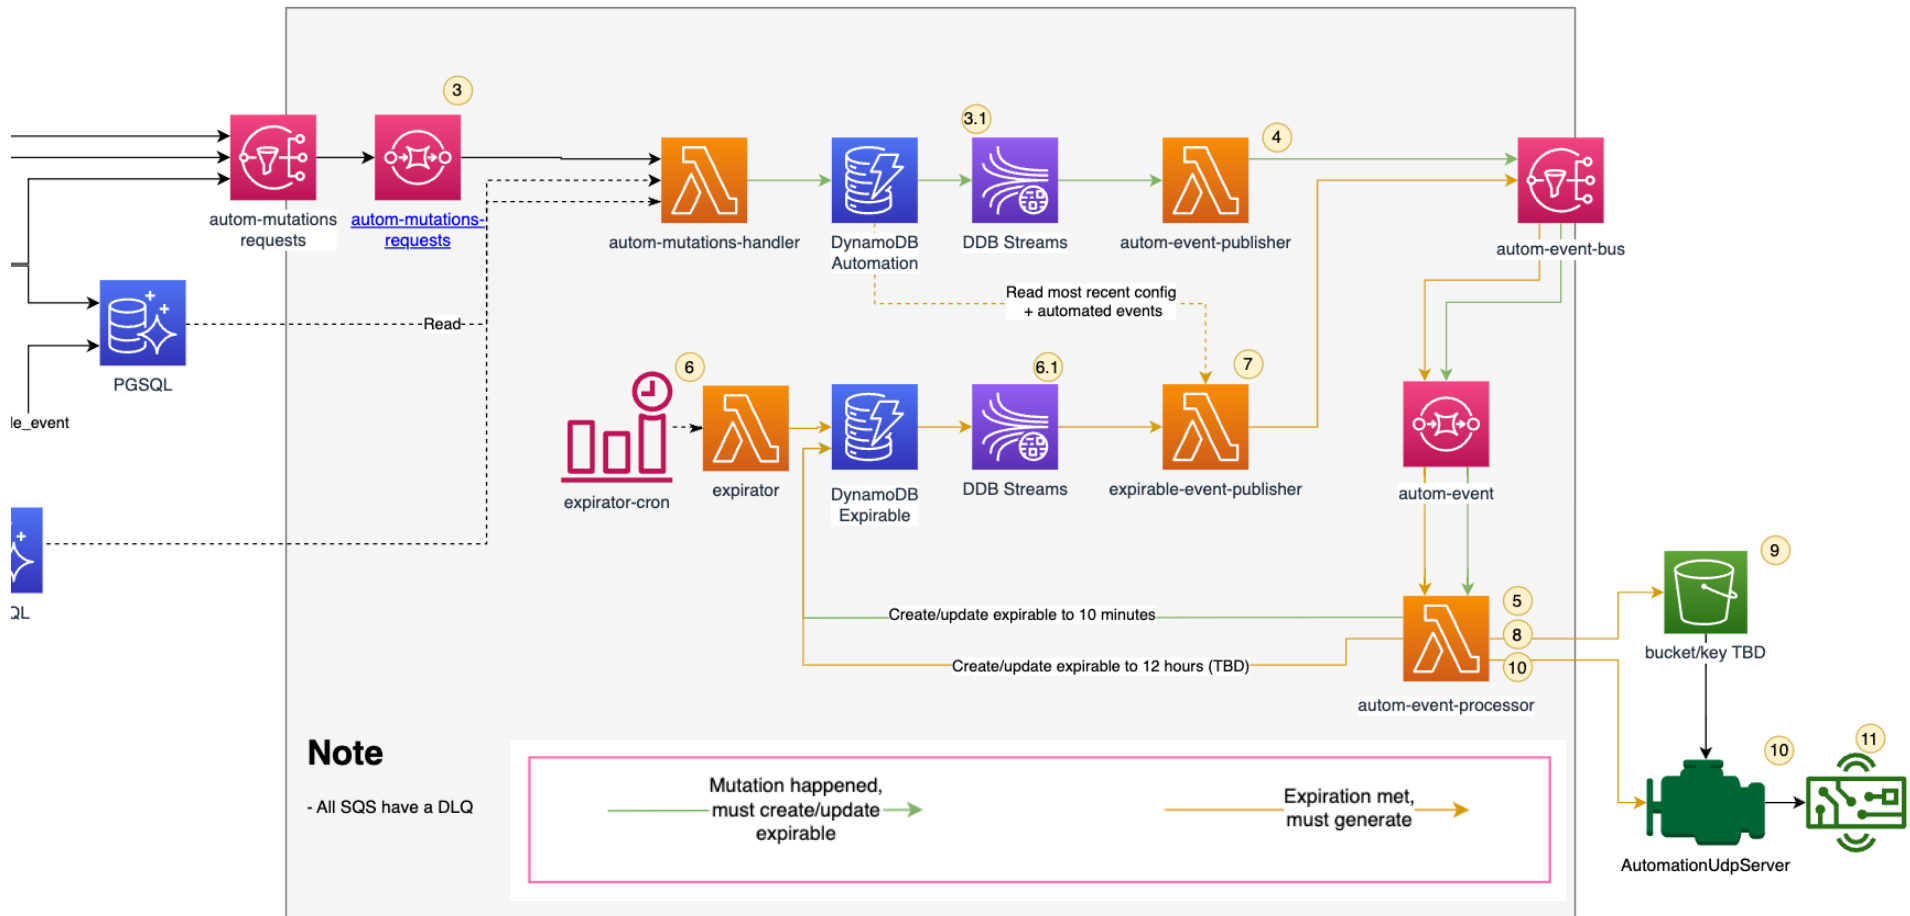 3
autom-mutations
requests
autom-mutations-
requests
autom-mutations-handler
DynamoDB
Automation
3.1
DDB Streams
4
autom-event-publisher
autom-event-bus
Read most recent config
+ automated events
Read
PGSQL
le_event
QL
6
expirator-cron
expirator
DynamoDB
Expirable
6.1
DDB Streams
7
expirable-event-publisher
autom-event
Create/update expirable to 10 minutes
Create/update expirable to 12 hours (TBD)
5
8
10
autom-event-processor
9
bucket/key TBD
10
11
AutomationUdpServer
Note
- All SQS have a DLQ
Mutation happened,
must create/update
expirable
Expiration met,
must generate